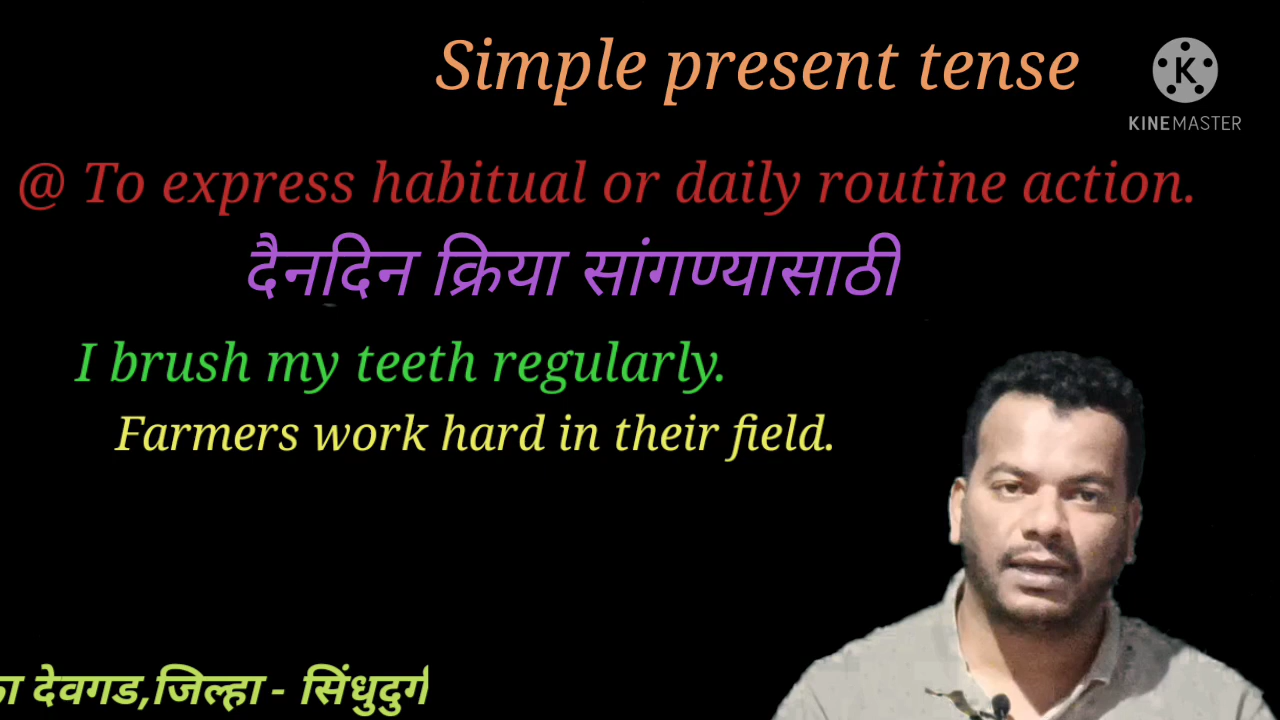 Simple present tense
KINEMASTER
@ To express habitual or daily routine action.
दैनदिन क्रिया सांगण्यासाठी
I brush my teeth regularly.
Farmers work hard in their field.
देवगड,जिल्हा - सिंधुदुर्ग